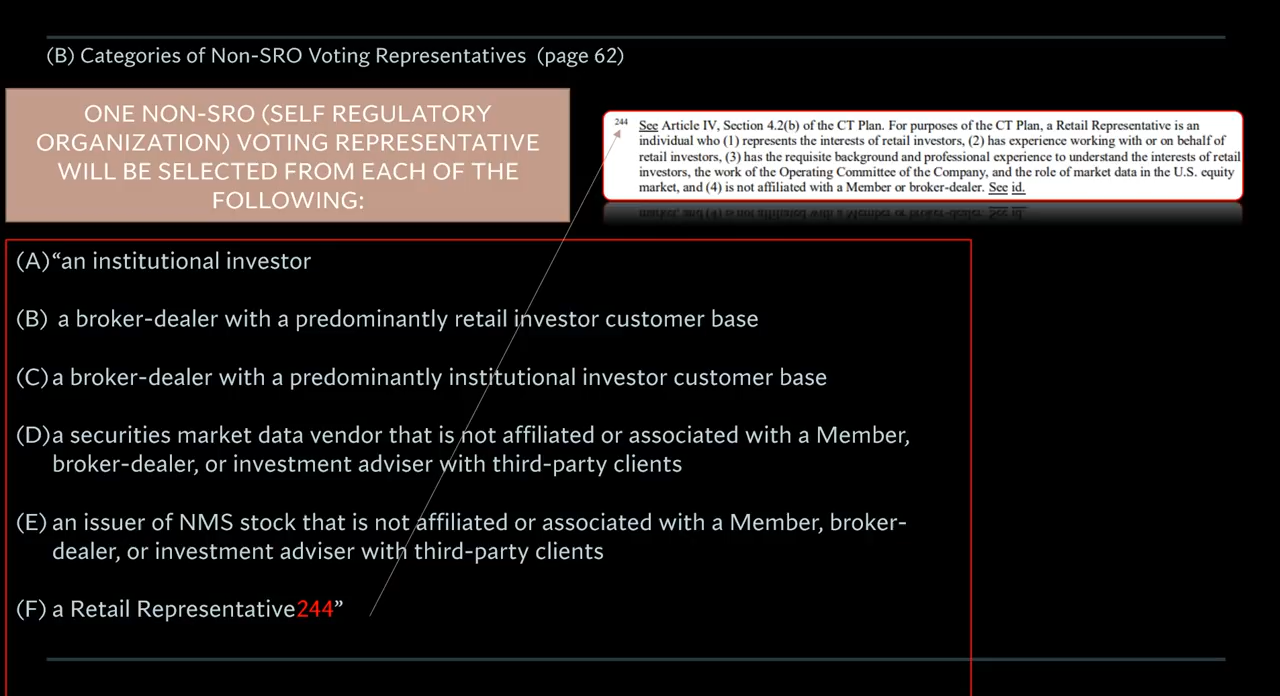 (B) Categories of Non-SRO Voting Representatives (page 62)
ONE NON-SRO (SELF REGULATORY
ORGANIZATION) VOTING REPRESENTATIVE
WILL BE SELECTED FROM EACH OF THE
FOLLOWING:
244 See Article IV, Section 4.2(b) of the CT Plan. For purposes of the CT Plan, a Retail Representative is an
individual who (1) represents the interests of retail investors, (2) has experience working with or on behalf of
retail investors, (3) has the requisite background and professional experience to understand the interests of retail
investors, the work of the Operating Committee of the Company, and the role of market data in the U.S. equity
market, and (4) is not affiliated with a Member or broker-dealer. See id.
(A) “an institutional investor
(B) a broker-dealer with a predominantly retail investor customer base
(C) a broker-dealer with a predominantly institutional investor customer base
(D) a securities market data vendor that is not affiliated or associated with a Member,
broker-dealer, or investment adviser with third-party clients
(E) an issuer of NMS stock that is not affiliated or associated with a Member, broker-
dealer, or investment adviser with third-party clients
(F) a Retail Representative244”